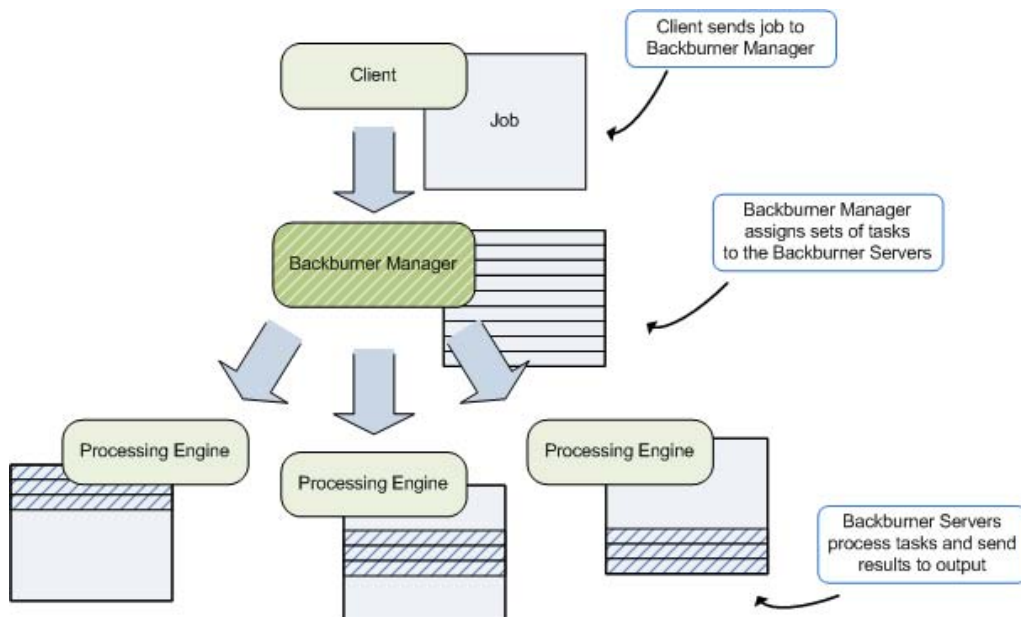 Client sends job to
Backburner Manager
Client
Job
Backburner Manager
Backburner Manager
assigns sets of tasks
to the Backburner Servers
Processing Engine
Processing Engine
Processing Engine
Backburner Servers
process tasks and send
results to output